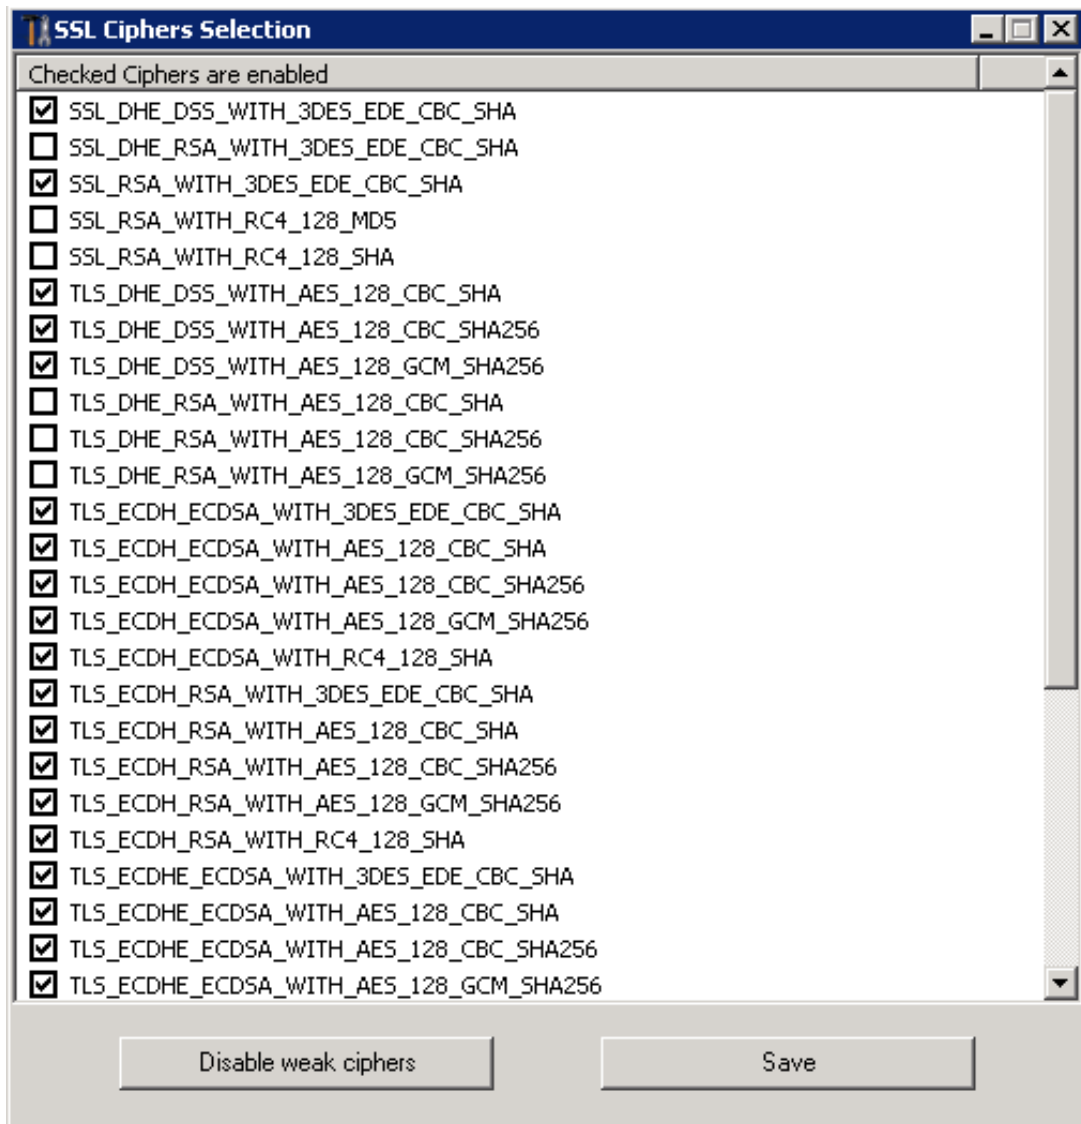 SSL Ciphers Selection
Checked Ciphers are enabled
SSL_DHE_DSS_WITH_3DES_EDE_CBC_SHA
SSL_DHE_RSA_WITH_3DES_EDE_CBC_SHA
SSL_RSA_WITH_3DES_EDE_CBC_SHA
SSL_RSA_WITH_RC4_128_MD5
SSL_RSA_WITH_RC4_128_SHA
TLS_DHE_DSS_WITH_AES_128_CBC_SHA
TLS_DHE_DSS_WITH_AES_128_CBC_SHA256
TLS_DHE_DSS_WITH_AES_128_GCM_SHA256
TLS_DHE_RSA_WITH_AES_128_CBC_SHA
TLS_DHE_RSA_WITH_AES_128_CBC_SHA256
TLS_DHE_RSA_WITH_AES_128_GCM_SHA256
TLS_ECDH_ECDSA_WITH_3DES_EDE_CBC_SHA
TLS_ECDH_ECDSA_WITH_AES_128_CBC_SHA
TLS_ECDH_ECDSA_WITH_AES_128_CBC_SHA256
TLS_ECDH_ECDSA_WITH_AES_128_GCM_SHA256
TLS_ECDH_ECDSA_WITH_RC4_128_SHA
TLS_ECDH_RSA_WITH_3DES_EDE_CBC_SHA
TLS_ECDH_RSA_WITH_AES_128_CBC_SHA
TLS_ECDH_RSA_WITH_AES_128_CBC_SHA256
TLS_ECDH_RSA_WITH_AES_128_GCM_SHA256
TLS_ECDH_RSA_WITH_RC4_128_SHA
TLS_ECDHE_ECDSA_WITH_3DES_EDE_CBC_SHA
TLS_ECDHE_ECDSA_WITH_AES_128_CBC_SHA
TLS_ECDHE_ECDSA_WITH_AES_128_CBC_SHA256
TLS_ECDHE_ECDSA_WITH_AES_128_GCM_SHA256
Disable weak ciphers
Save